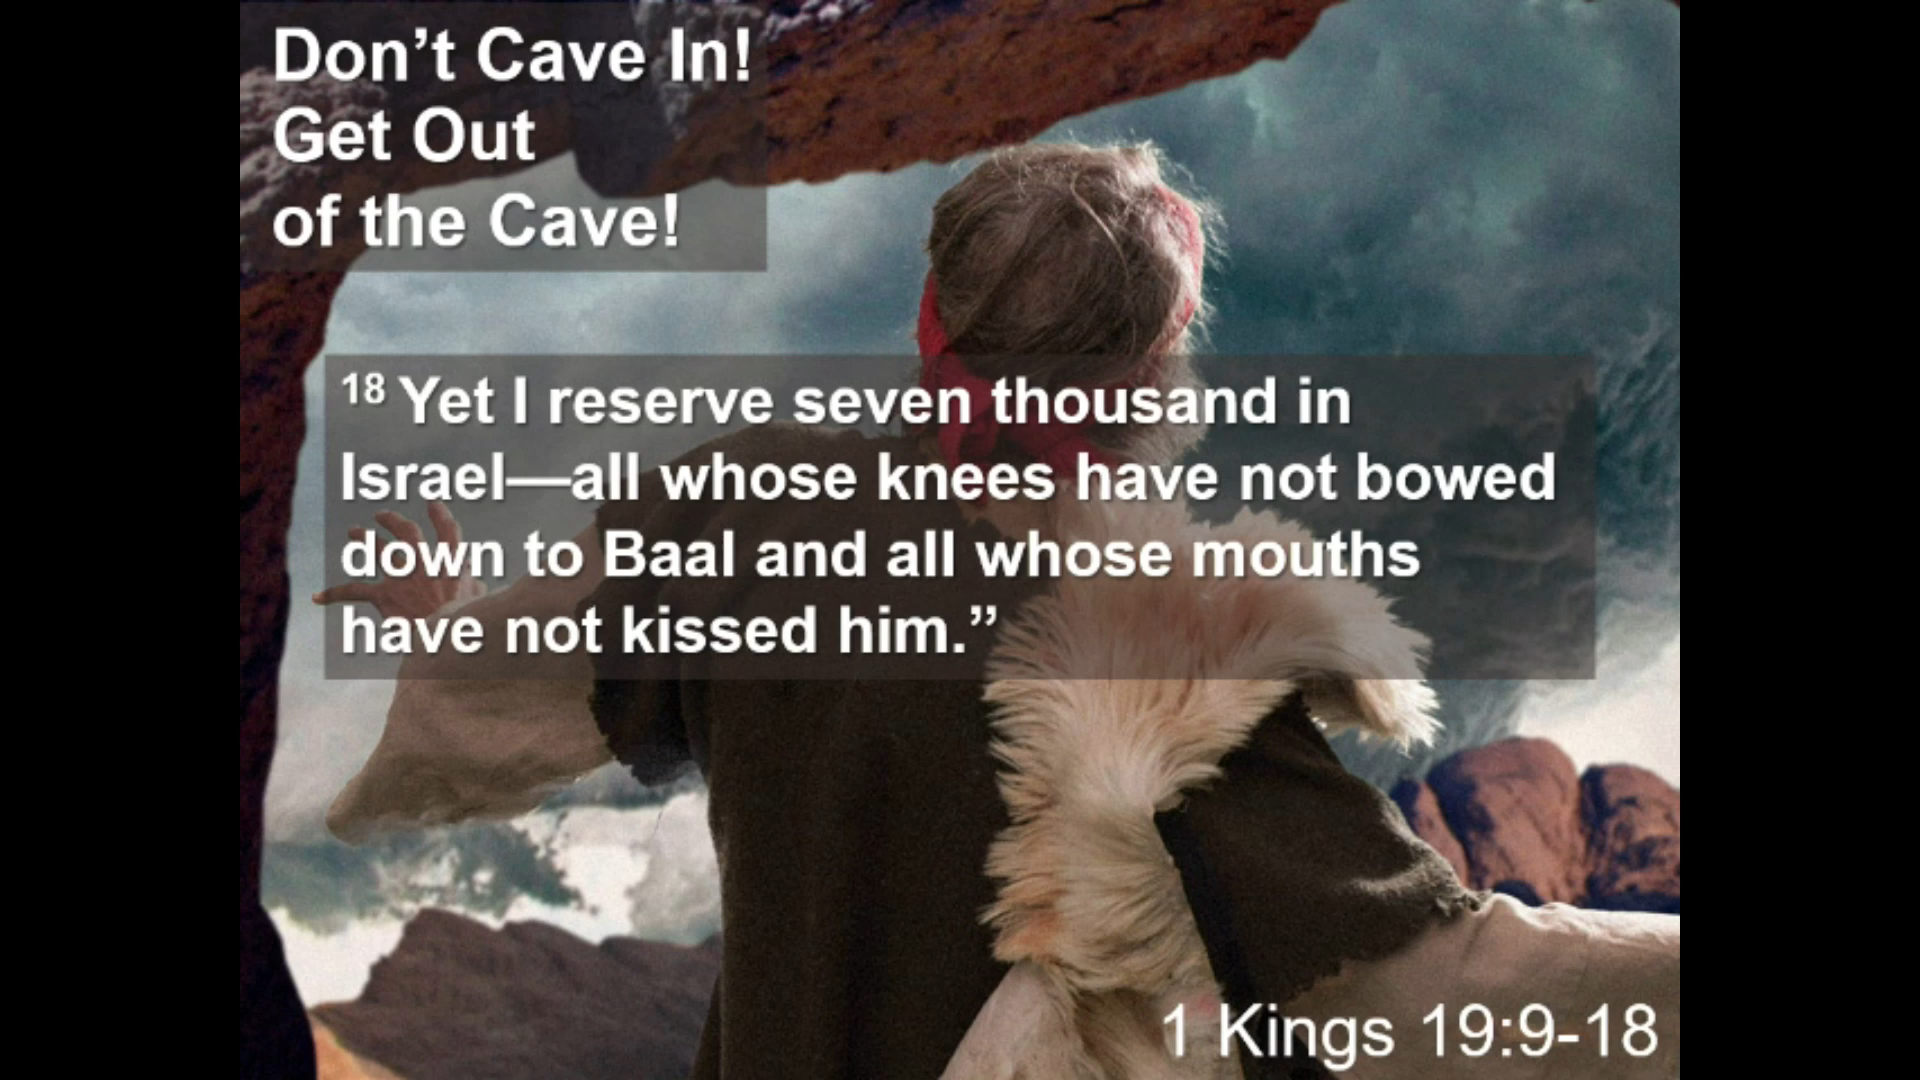 Don’t Cave In!
Get Out
of the Cave!
18 Yet I reserve seven thousand in
Israel—all whose knees have not bowed
down to Baal and all whose mouths
have not kissed him.”
1 Kings 19:9-18